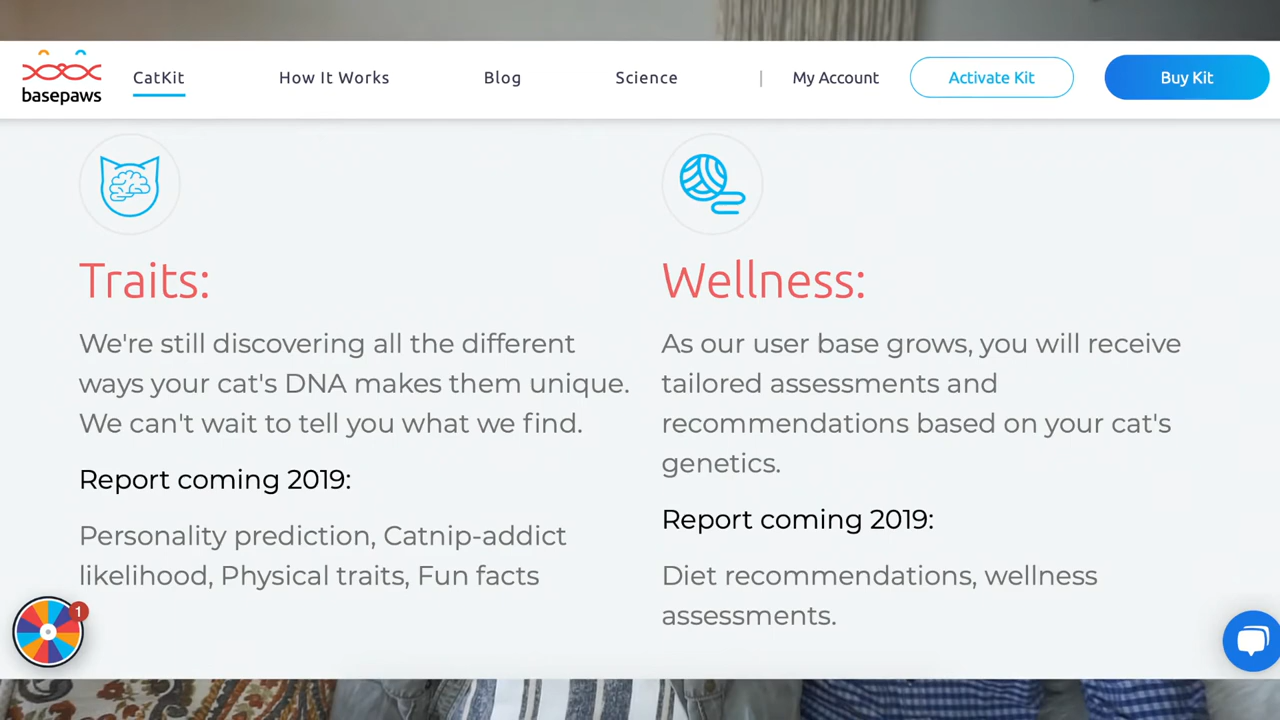 basepaws
CatKit
How It Works
Blog
Science
|
My Account
Activate Kit
Buy Kit
Traits:
We're still discovering all the different
ways your cat's DNA makes them unique.
We can't wait to tell you what we find.
Report coming 2019:
Personality prediction, Catnip-addict
likelihood, Physical traits, Fun facts
Wellness:
As our user base grows, you will receive
tailored assessments and
recommendations based on your cat's
genetics.
Report coming 2019:
Diet recommendations, wellness
assessments.
1